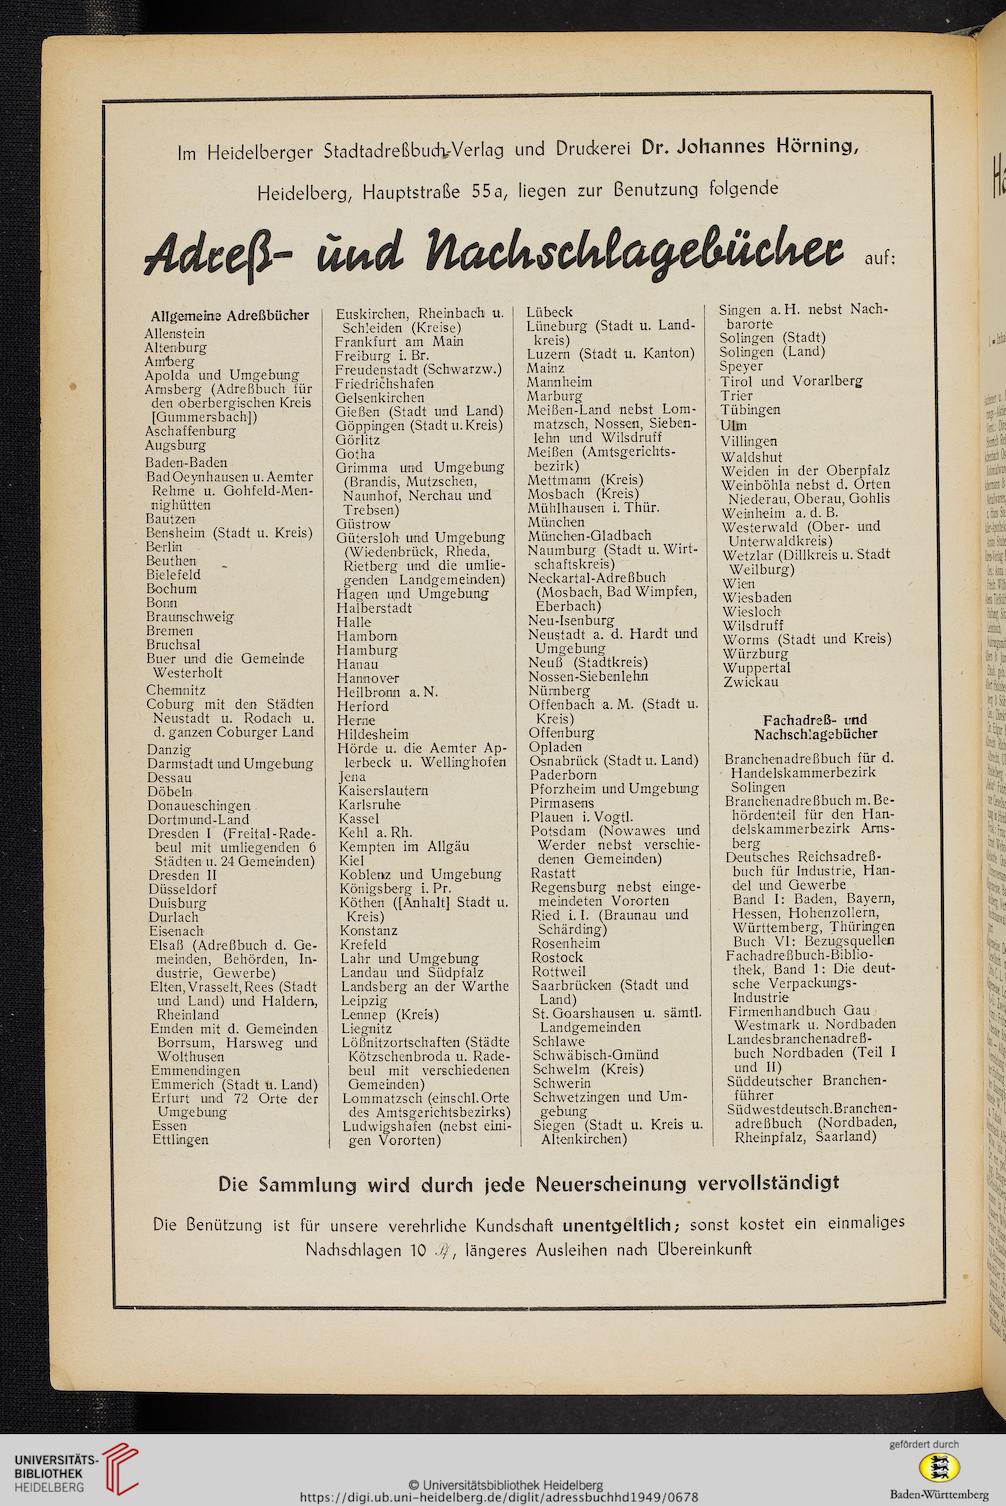 Im Heidelberger Stadtadreßbuch-Verlag und Druckerei Dr. Johannes Hörning,
Heidelberg, Hauptstraße 55a, liegen zur Benutzung folgende
Adreß- und Nachschlagebücher auf:
Allgemeine Adreßbücher
Allenstein
Altenburg
Amberg
Apolda und Umgebung
Arnsberg (Adreßbuch für
den oberbergischen Kreis
[Gummersbach])
Aschaffenburg
Augsburg
Baden-Baden
Bad Oeynhausen u. Aemter
Rehme u. Gohfeld-Men-
nighütten
Bautzen
Bensheim (Stadt u. Kreis)
Berlin
Beuthen
Bielefeld
Bochum
Bonn
Braunschweig
Bremen
Bruchsal
Buer und die Gemeinde
Westerholt
Chemnitz
Coburg mit den Städten
Neustadt u. Rodach u.
d. ganzen Coburger Land
Danzig
Darmstadt und Umgebung
Dessau
Döbeln
Donaueschingen
Dortmund-Land
Dresden I (Freital-Rade-
beul mit umliegenden 6
Städten u. 24 Gemeinden)
Dresden II
Düsseldorf
Duisburg
Durlach
Eisenach
Elsaß (Adreßbuch d. Ge-
meinden, Behörden, In-
dustrie, Gewerbe)
Elten, Vrasselt, Rees (Stadt
und Land) und Haldern,
Rheinland
Emden mit d. Gemeinden
Borrsum, Harsweg und
Wolthusen
Emmendingen
Emmerich (Stadt u. Land)
Erfurt und 72 Orte der
Umgebung
Essen
Ettlingen
Euskirchen, Rheinbach u.
Schleiden (Kreise)
Frankfurt am Main
Freiburg i. Br.
Freudenstadt (Schwarzw.)
Friedrichshafen
Gelsenkirchen
Gießen (Stadt und Land)
Göppingen (Stadt u. Kreis)
Görlitz
Gotha
Grimma und Umgebung
(Brandis, Mutzschen,
Naunhof, Nerchau und
Trebsen)
Güstrow
Gütersloh und Umgebung
(Wiedenbrück, Rheda,
Rietberg und die umlie-
genden Landgemeinden)
Hagen und Umgebung
Halberstadt
Halle
Hamborn
Hamburg
Hanau
Hannover
Heilbronn a. N.
Herford
Herne
Hildesheim
Hörde u. die Aemter Ap-
lerbeck u. Wellinghofen
Jena
Kaiserslautern
Karlsruhe
Kassel
Kehl a. Rh.
Kempten im Allgäu
Kiel
Koblenz und Umgebung
Königsberg i. Pr.
Köthen ([Anhalt] Stadt u.
Kreis)
Konstanz
Krefeld
Lahr und Umgebung
Landau und Südpfalz
Landsberg an der Warthe
Leipzig
Lennep (Kreis)
Liegnitz
Lößnitzortschaften (Städte
Kötzschenbroda u. Rade-
beul mit verschiedenen
Gemeinden)
Lommatzsch (einschl. Orte
des Amtsgerichtsbezirks)
Ludwigshafen (nebst eini-
gen Vororten)
Lübeck
Lüneburg (Stadt u. Land-
kreis)
Luzern (Stadt u. Kanton)
Mainz
Mannheim
Marburg
Meißen-Land nebst Lom-
matzsch, Nossen, Sieben-
lehn und Wilsdruff
Meißen (Amtsgerichts-
bezirk)
Mettmann (Kreis)
Mosbach (Kreis)
Mühlhausen i. Thür.
München
München-Gladbach
Naumburg (Stadt u. Wirt-
schaftskreis)
Neckartal-Adreßbuch
(Mosbach, Bad Wimpfen,
Eberbach)
Neu-Isenburg
Neustadt a. d. Hardt und
Umgebung
Neuß (Stadtkreis)
Nossen-Siebenlehn
Nürnberg
Offenbach a. M. (Stadt u.
Kreis)
Offenburg
Opladen
Osnabrück (Stadt u. Land)
Paderborn
Pforzheim und Umgebung
Pirmasens
Plauen i. Vogtl.
Potsdam (Nowawes und
Werder nebst verschie-
denen Gemeinden)
Rastatt
Regensburg nebst einge-
meindeten Vororten
Ried i. I. (Braunau und
Schärding)
Rosenheim
Rostock
Rottweil
Saarbrücken (Stadt und
Land)
St. Goarshausen u. sämtl.
Landgemeinden
Schlawe
Schwäbisch-Gmünd
Schwelm (Kreis)
Schwerin
Schwetzingen und Um-
gebung
Siegen (Stadt u. Kreis u.
Altenkirchen)
Singen a. H. nebst Nach-
barorte
Solingen (Stadt)
Solingen (Land)
Speyer
Tirol und Vorarlberg
Trier
Tübingen
Ulm
Villingen
Waldshut
Weiden in der Oberpfalz
Weinböhla nebst d. Orten
Niederau, Oberau, Gohlis
Weinheim a. d. B.
Westerwald (Ober- und
Unterwaldkreis)
Wetzlar (Dillkreis u. Stadt
Weilburg)
Wien
Wiesbaden
Wiesloch
Wilsdruff
Worms (Stadt und Kreis)
Würzburg
Wuppertal
Zwickau
Fachadreß- und
Nachschlagebücher
Branchenadreßbuch für d.
Handelskammerbezirk
Solingen
Branchenadreßbuch m. Be-
hördenteil für den Han-
delskammerbezirk Arns-
berg
Deutsches Reichsadreß-
buch für Industrie, Han-
del und Gewerbe
Band I: Baden, Bayern,
Hessen, Hohenzollern,
Württemberg, Thüringen
Buch VI: Bezugsquellen
Fachadreßbuch-Biblio-
thek, Band 1: Die deut-
sche Verpackungs-
Industrie
Firmenhandbuch Gau
Westmark u. Nordbaden
Landesbranchenadreß-
buch Nordbaden (Teil I
und II)
Süddeutscher Branchen-
führer
Südwestdeutsch. Branchen-
adreßbuch (Nordbaden,
Rheinpfalz, Saarland)
Die Sammlung wird durch jede Neuerscheinung vervollständigt
Die Benützung ist für unsere verehrliche Kundschaft unentgeltlich; sonst kostet ein einmaliges
Nachschlagen 10 ₰, längeres Ausleihen nach Übereinkunft
UNIVERSITÄTS-
BIBLIOTHEK
HEIDELBERG
© Universitätsbibliothek Heidelberg
https://digi.ub.uni-heidelberg.de/diglit/adressbuchhd1949/0678
gefördert durch
Baden-Württemberg